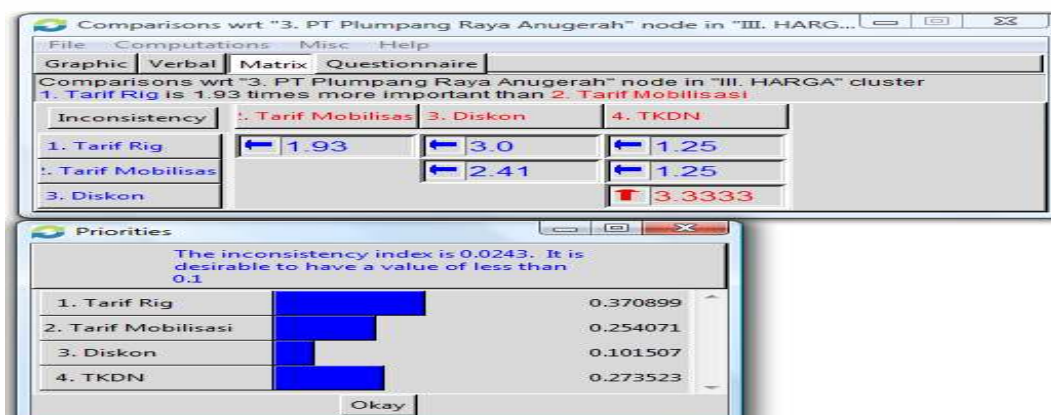 Comparisons wrt "3. PT Plumpang Raya Anugerah" node in "III. HARG...
File Computations Misc Help
Graphic Verbal Matrix Questionnaire
Comparisons wrt "3. PT Plumpang Raya Anugerah" node in "III. HARGA" cluster
1. Tarif Rig is 1.93 times more important than 2. Tarif Mobilisasi
Inconsistency . Tarif Mobilisas 3. Diskon 4. TKDN
1. Tarif Rig 1.93 3.0 1.25
. Tarif Mobilisas 2.41 1.25
3. Diskon 3.3333
Priorities
The inconsistency index is 0.0243. It is
desirable to have a value of less than
0.1
1. Tarif Rig 0.370899
2. Tarif Mobilisasi 0.254071
3. Diskon 0.101507
4. TKDN 0.273523
Okay